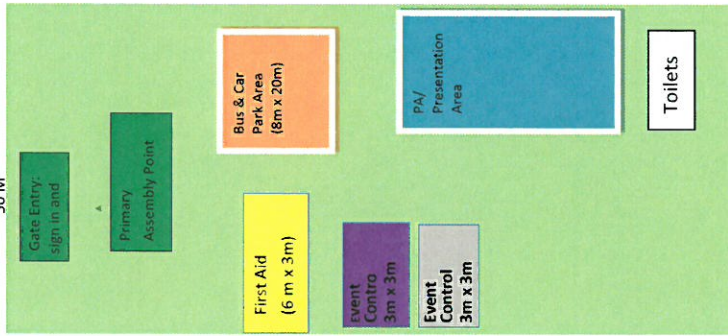 Gate Entry:
sign in and
Primary
Assembly Point
Bus & Car
Park Area
(8m x 20m)
First Aid
(6 m x 3m)
PA/
Presentation
Area
Event
Contro
3m x 3m
Event
Control
3m x 3m
Toilets